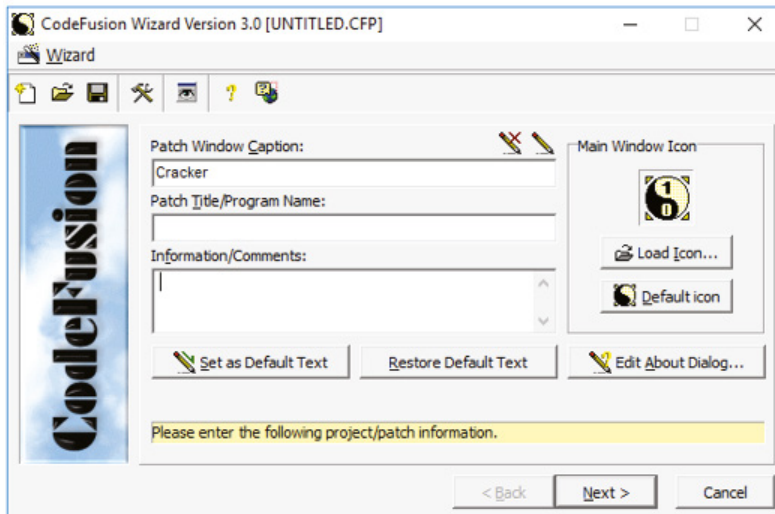 CodeFusion Wizard Version 3.0 [UNTITLED.CFP]
Wizard
CodeFusion
Patch Window Caption:
Cracker
Patch Title/Program Name:
Information/Comments:
Main Window Icon
10
Load Icon...
Default icon
Set as Default Text
Restore Default Text
Edit About Dialog...
Please enter the following project/patch information.
< Back
Next >
Cancel